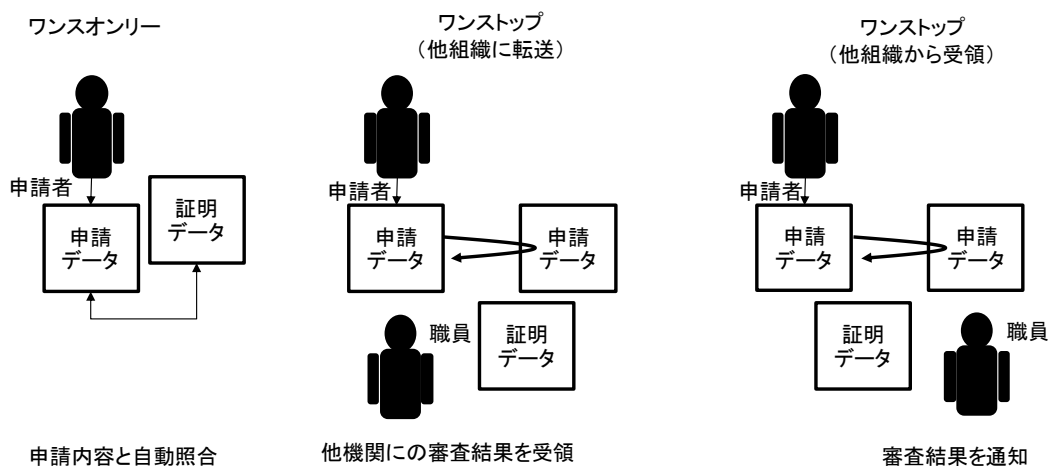 ワンスオンリー
申請者
申請
データ
証明
データ
申請内容と自動照合
ワンストップ
（他組織に転送）
申請者
申請
データ
申請
データ
職員
証明
データ
他機関にの審査結果を受領
ワンストップ
（他組織から受領）
申請者
申請
データ
申請
データ
証明
データ
職員
審査結果を通知